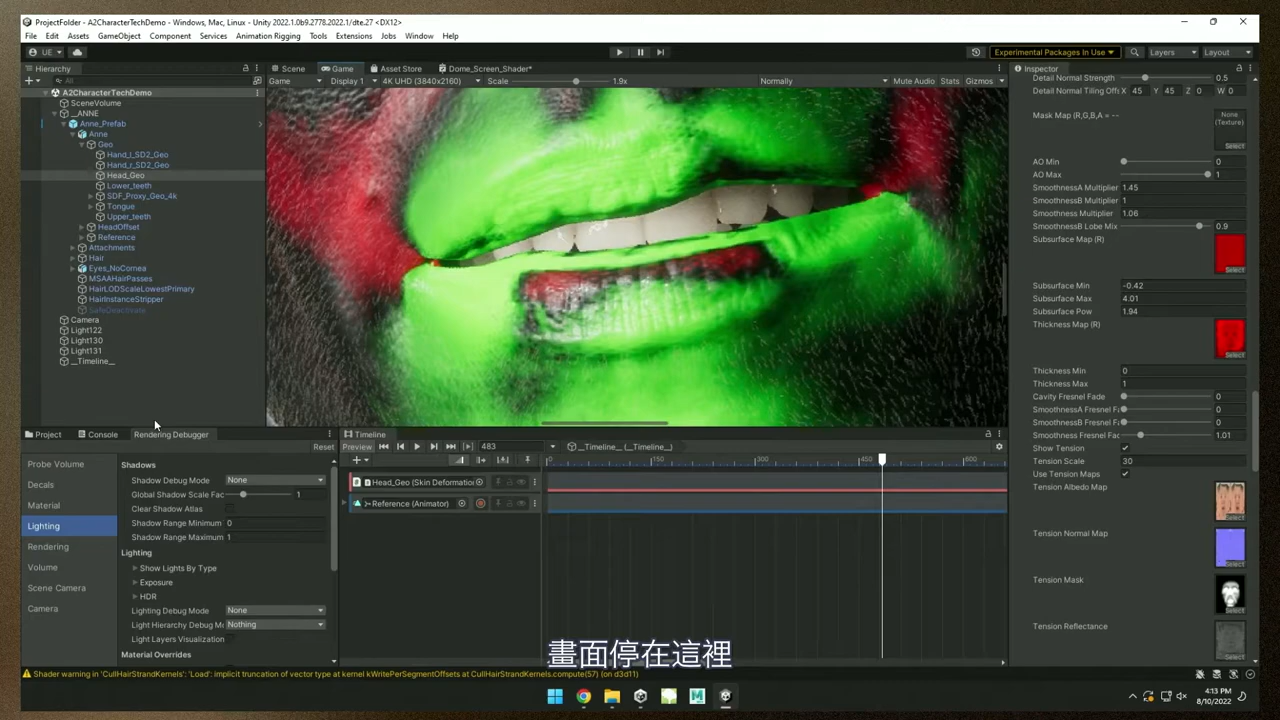 ProjectFolder - A2CharacterTechDemo - Windows, Mac, Linux - Unity 2022.1.0b9.2778.2022.1/dte.27 <DX12>
File Edit Assets GameObject Component Services Animation Rigging Tools Extensions Jobs Window Help
UE Experimental Packages In Use Layers Layout
Hierarchy
All
A2CharacterTechDemo
SceneVolume
__ANNE
Anne_Prefab
Anne
Geo
Hand_l_SD2_Geo
Hand_r_SD2_Geo
Head_Geo
Lower_teeth
SDF_Proxy_Geo_4k
Tongue
Upper_teeth
HeadOffset
Reference
Attachments
Hair
Eyes_NoCornea
MSAAHairPasses
HairLODScaleLowestPrimary
HairInstanceStripper
SafeDeactivate
Camera
Light122
Light130
Light131
__Timeline__
Scene Game Asset Store Dome_Screen_Shader*
Game Display 1 4K UHD (3840x2160) Scale 1.9x Normally Mute Audio Stats Gizmos
Inspector
Detail Normal Strength 0.5
Detail Normal Tiling Off X 45 Y 45 Z 0 W 0
Mask Map (R,G,B,A = --
None
(Texture)
Select
AO Min 0
AO Max 1
SmoothnessA Multiplier 1.45
SmoothnessB Multiplier 1
Smoothness Multiplier 1.06
SmoothnessB Lobe Mix 0.9
Subsurface Map (R)
Select
Subsurface Min -0.42
Subsurface Max 4.01
Subsurface Pow 1.94
Thickness Map (R)
Select
Thickness Min 0
Thickness Max 1
Cavity Fresnel Fade 0
SmoothnessA Fresnel Fa 0
SmoothnessB Fresnel Fa 0
Smoothness Fresnel Fac 1.01
Show Tension
Tension Scale 30
Use Tension Maps
Tension Albedo Map
Select
Tension Normal Map
Select
Tension Mask
Select
Tension Reflectance
Select
Project Console Rendering Debugger
Reset
Probe Volume
Decals
Material
Lighting
Rendering
Volume
Scene Camera
Camera
Shadows
Shadow Debug Mode None
Global Shadow Scale Fac 1
Clear Shadow Atlas
Shadow Range Minimum 0
Shadow Range Maximum 1
Lighting
Show Lights By Type
Exposure
HDR
Lighting Debug Mode None
Light Hierarchy Debug M Nothing
Light Layers Visualization
Material Overrides
Timeline
Preview 483 __Timeline__ (__Timeline__)
0 150 300 450 600
Head_Geo (Skin Deformation
Reference (Animator)
畫面停在這裡
Shader warning in 'CullHairStrandKernels': 'Load': implicit truncation of vector type at kernel kWritePerSegmentOffsets at CullHairStrandKernels.compute(57) (on d3d11)
4:13 PM
8/10/2022